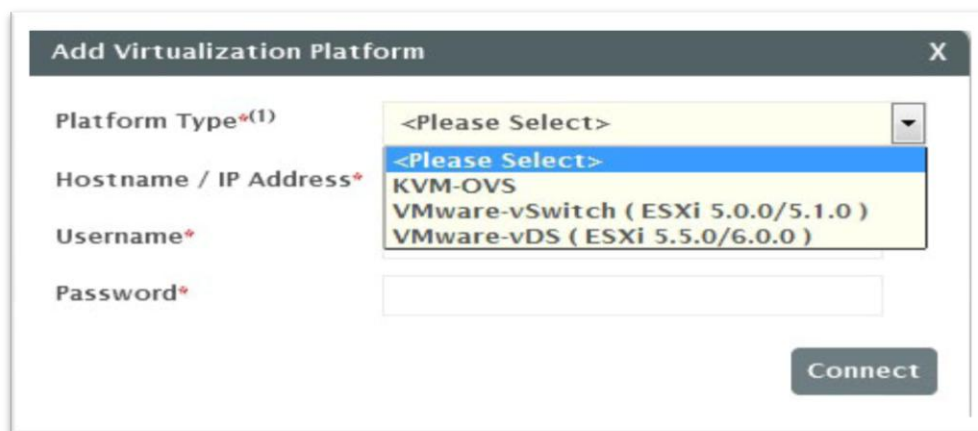 Add Virtualization Platform X
Platform Type*(1) <Please Select>
<Please Select>
Hostname / IP Address*
KVM-OVS
VMware-vSwitch ( ESXi 5.0.0/5.1.0 )
Username*
VMware-vDS ( ESXi 5.5.0/6.0.0 )
Password*
Connect